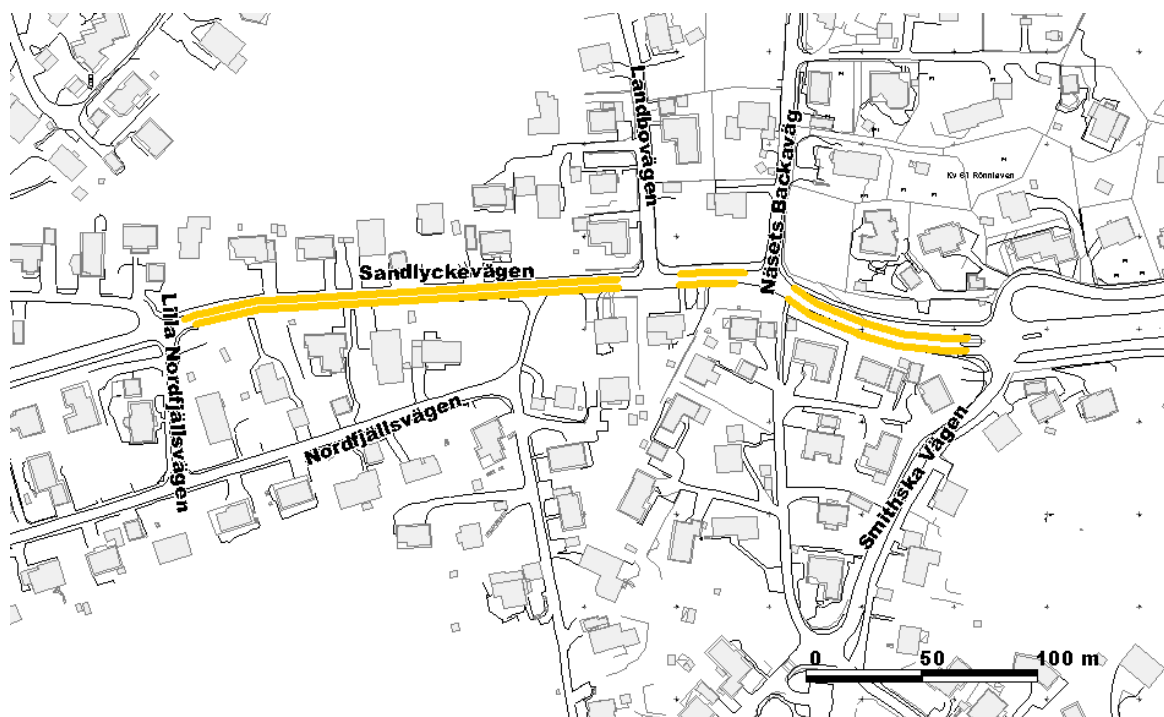 Landbovägen
Näsets Backaväg
Kv 61 Rönnlaven
Sandlyckevägen
Lilla Nordfjällsvägen
Nordfjällsvägen
Smithska Vägen
0 50 100 m